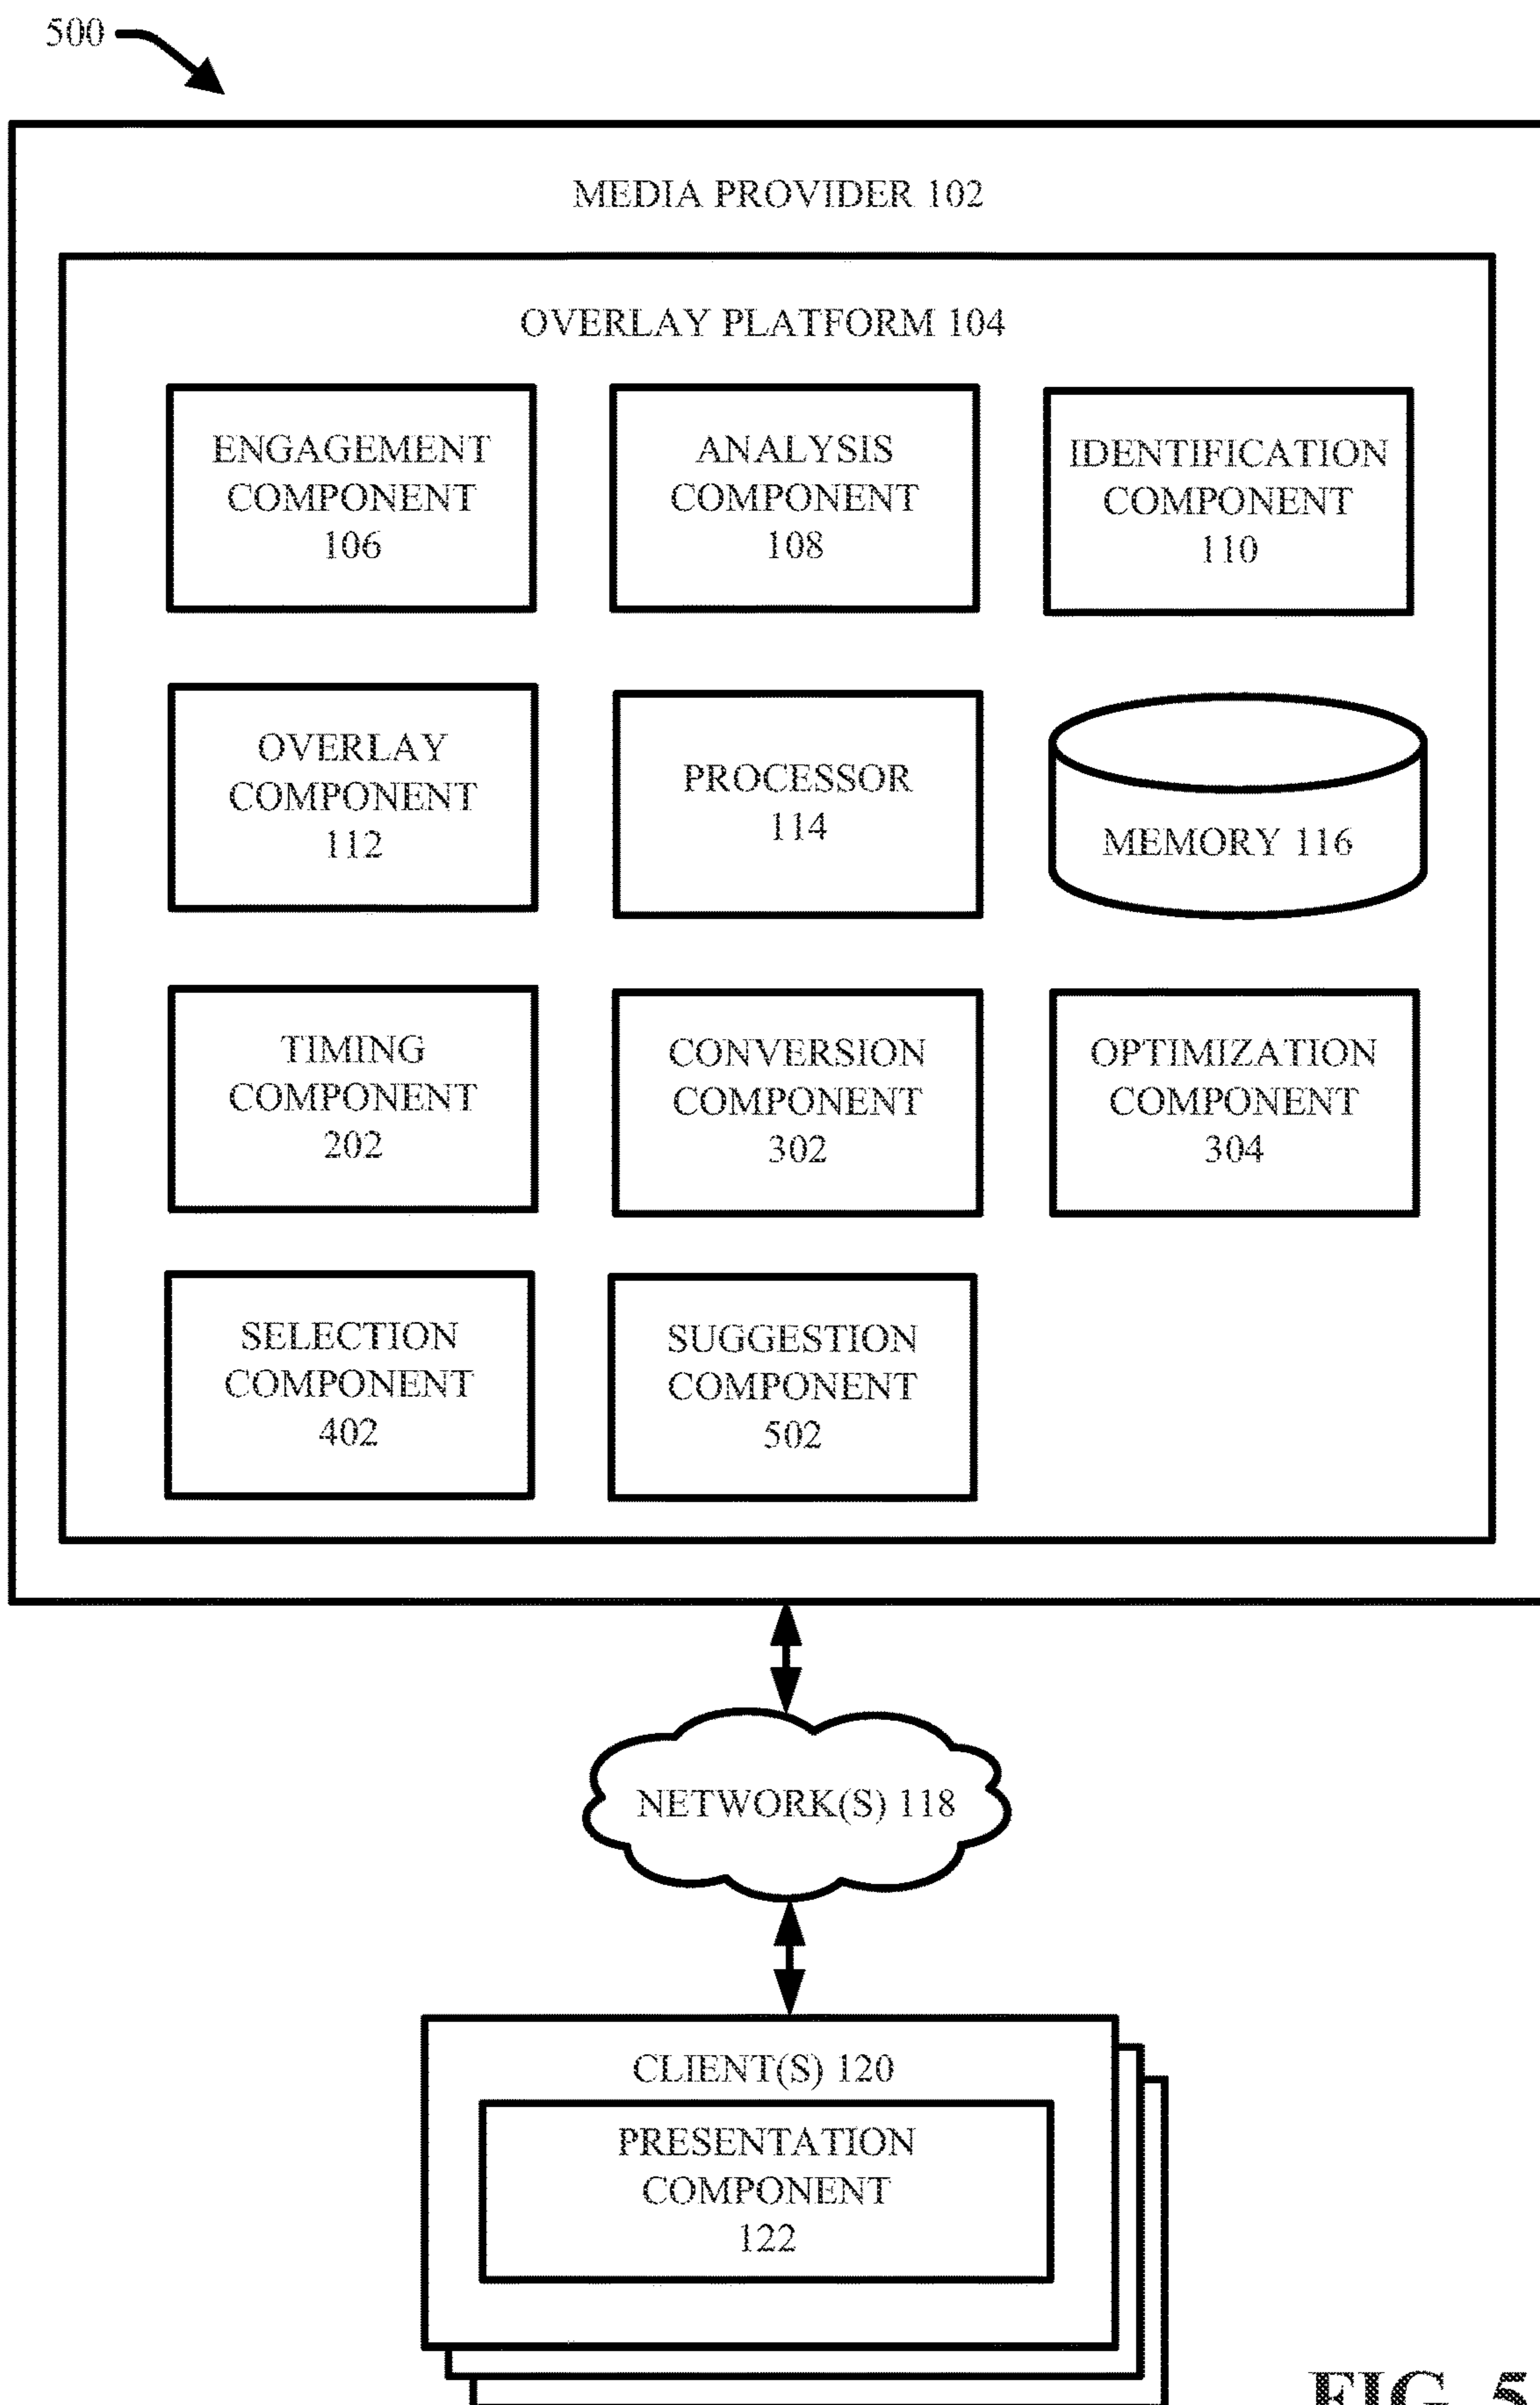 500
MEDIA PROVIDER 102
OVERLAY PLATFORM 104
ENGAGEMENT
COMPONENT
106
ANALYSIS
COMPONENT
108
IDENTIFICATION
COMPONENT
110
OVERLAY
COMPONENT
112
PROCESSOR
114
MEMORY 116
TIMING
COMPONENT
202
CONVERSION
COMPONENT
302
OPTIMIZATION
COMPONENT
304
SELECTION
COMPONENT
402
SUGGESTION
COMPONENT
502
NETWORK(S) 118
CLIENT(S) 120
PRESENTATION
COMPONENT
122
FIG. 5